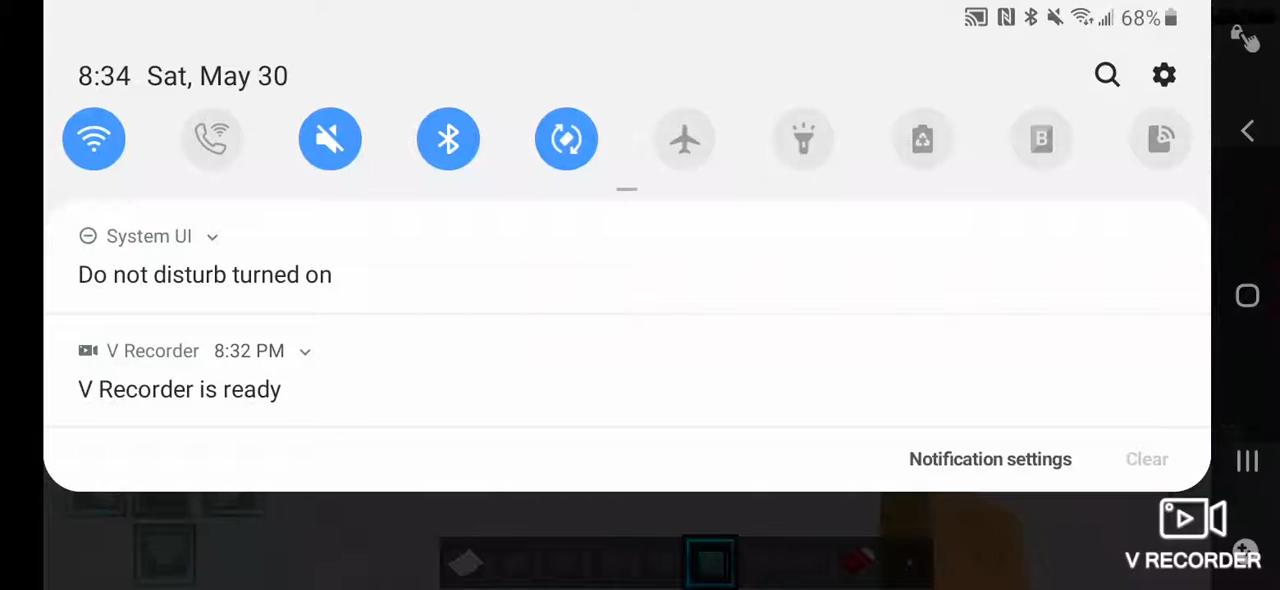 68%
8:34 Sat, May 30
B
System UI
Do not disturb turned on
V Recorder 8:32 PM
V Recorder is ready
Notification settings Clear
V RECORDER